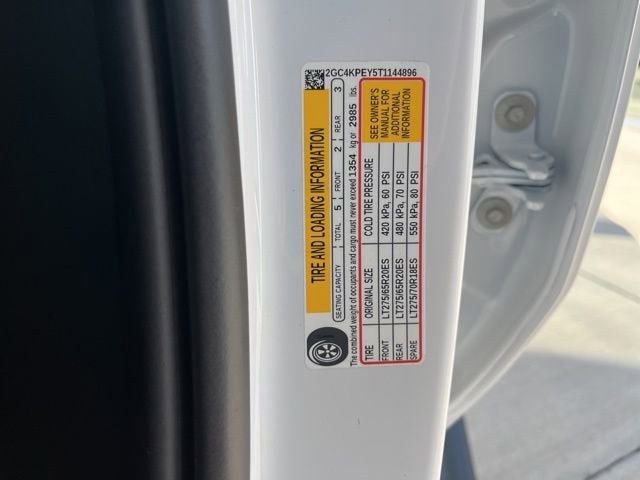 2GC4KPEY5T1144896
TIRE AND LOADING INFORMATION
SEATING CAPACITY | TOTAL 5 | FRONT 2 | REAR 3
The combined weight of occupants and cargo must never exceed 1354 kg or 2985 lbs.
TIRE ORIGINAL SIZE COLD TIRE PRESSURE
FRONT LT275/65R20ES 420 KPa, 60 PSI
REAR LT275/65R20ES 480 KPa, 70 PSI
SPARE LT275/70R18ES 550 KPa, 80 PSI
SEE OWNER'S
MANUAL FOR
ADDITIONAL
INFORMATION